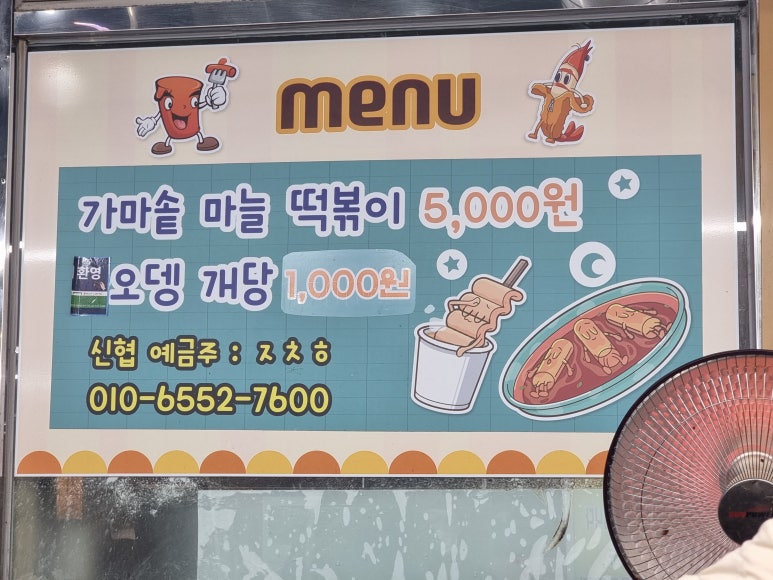 menu
가마솥 마늘 떡볶이 5,000원
환영
오뎅 개당 1,000원
신협 예금주 : ㅈㅊㅎ
010-6552-7600